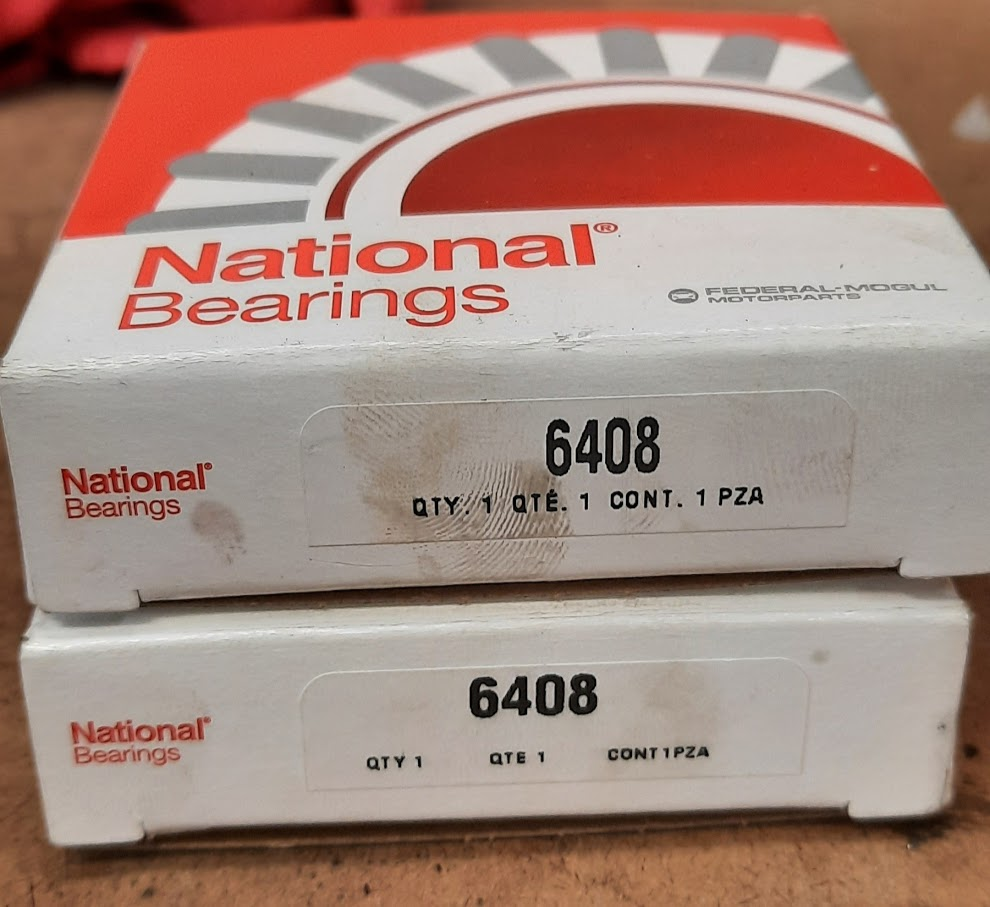 National®
Bearings
FEDERAL-MOGUL
MOTORPARTS
6408
QTY. 1 QTÉ. 1 CONT. 1 PZA
National®
Bearings
6408
QTY 1 QTE 1 CONT 1 PZA
National®
Bearings